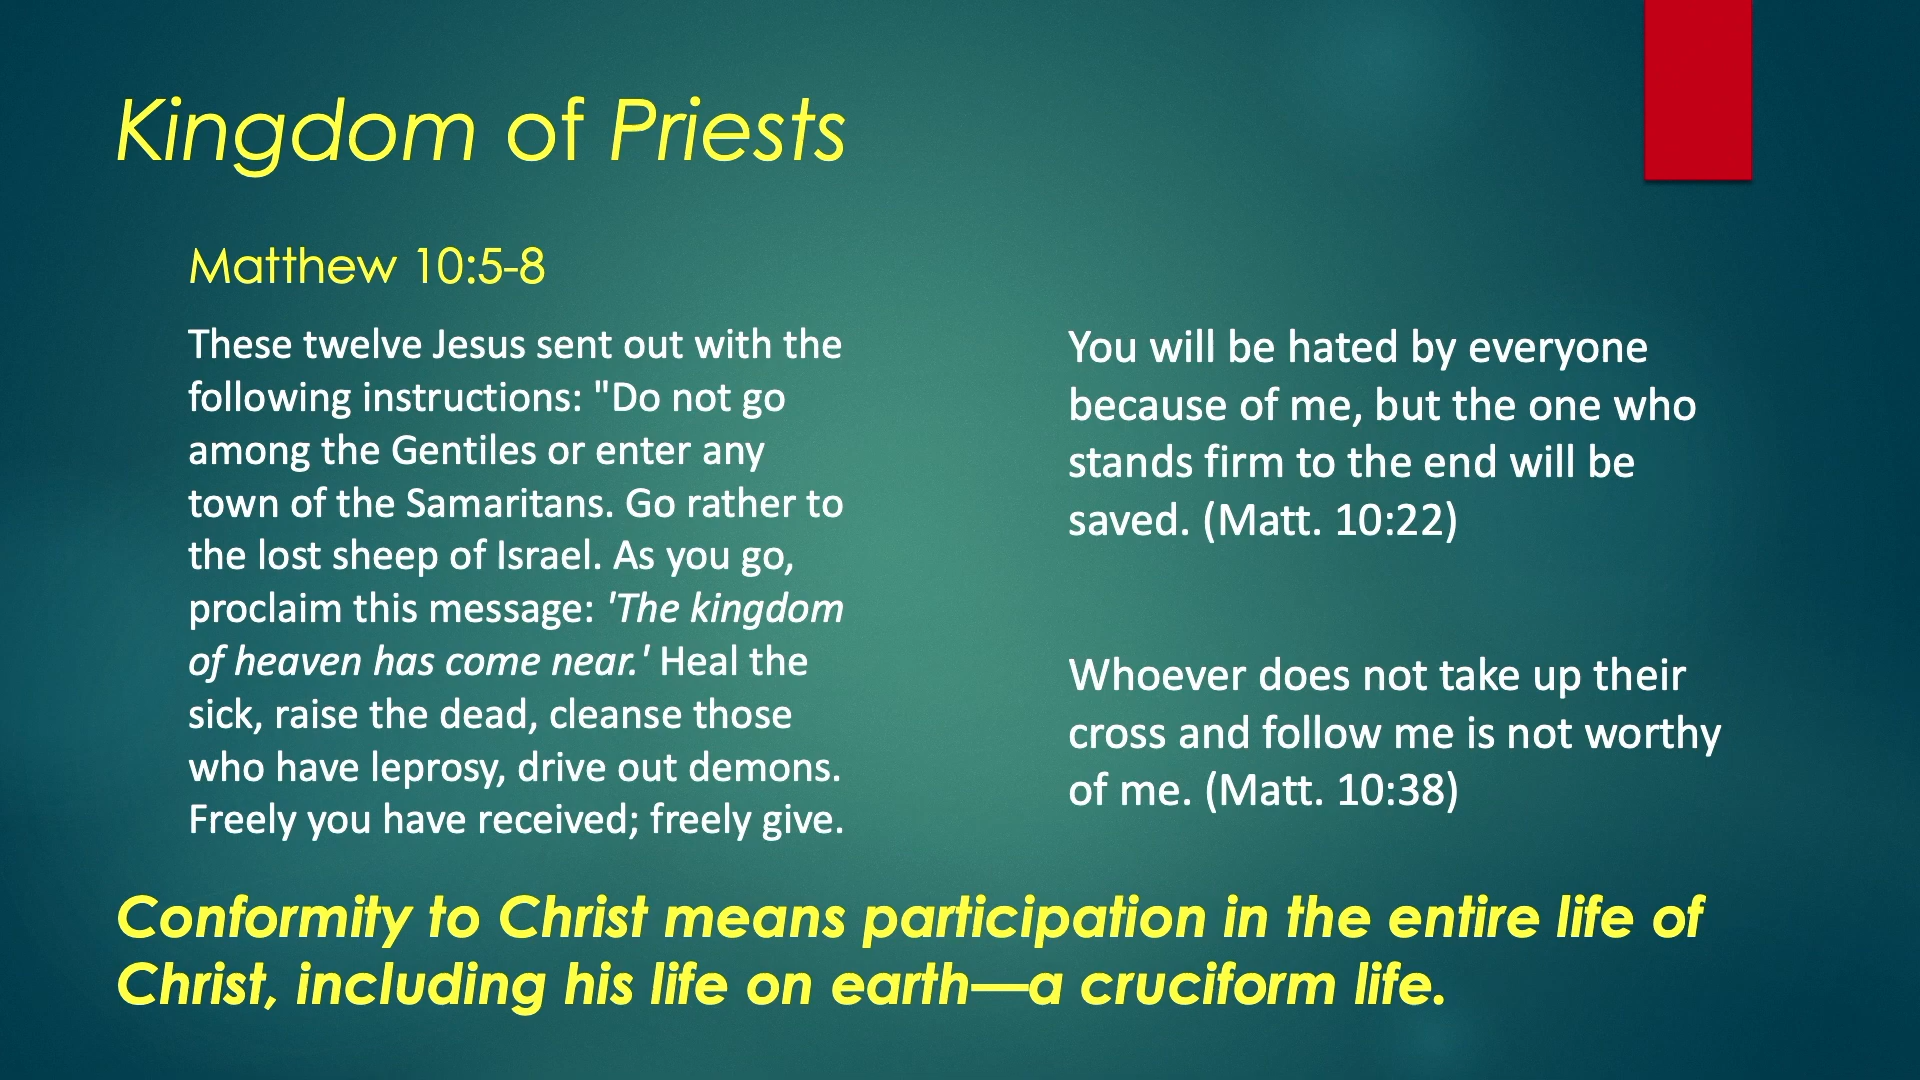 Kingdom of Priests
Matthew 10:5-8
These twelve Jesus sent out with the
following instructions: "Do not go
among the Gentiles or enter any
town of the Samaritans. Go rather to
the lost sheep of Israel. As you go,
proclaim this message: 'The kingdom
of heaven has come near.' Heal the
sick, raise the dead, cleanse those
who have leprosy, drive out demons.
Freely you have received; freely give.
You will be hated by everyone
because of me, but the one who
stands firm to the end will be
saved. (Matt. 10:22)
Whoever does not take up their
cross and follow me is not worthy
of me. (Matt. 10:38)
Conformity to Christ means participation in the entire life of
Christ, including his life on earth—a cruciform life.